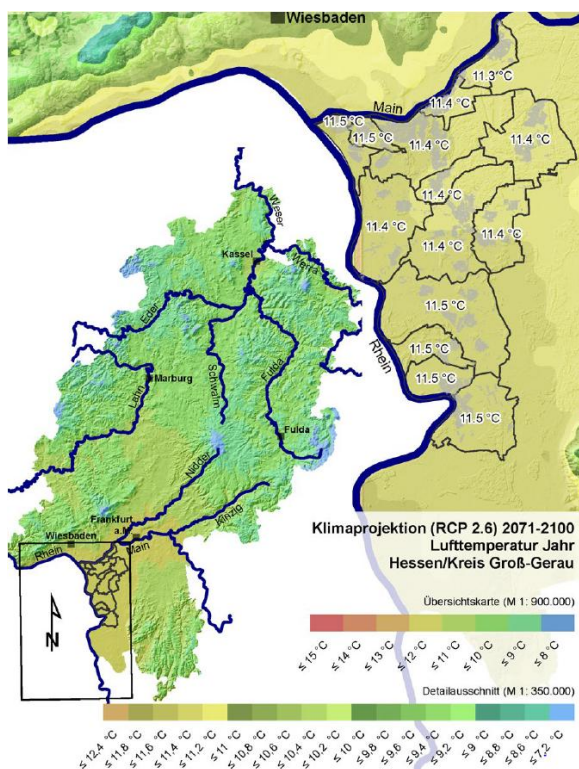 Wiesbaden
Main
11.3 °C
11.4 °C
11.5 °C
11.5 °C
11.4 °C
11.4 °C
11.4 °C
11.4 °C
11.4 °C
11.4 °C
11.5 °C
11.5 °C
11.5 °C
11.5 °C
Rhein
Weser
Kassel
Werra
Eder
Schwalm
Fulda
Lahn
Marburg
Fulda
Nidder
Kinzig
Frankfurt
a.M.
Wiesbaden
Rhein
Main
N
Klimaprojektion (RCP 2.6) 2071-2100
Lufttemperatur Jahr
Hessen/Kreis Groß-Gerau
Übersichtskarte (M 1: 900.000)
≤ 15 °C
≤ 14 °C
≤ 13 °C
≤ 12 °C
≤ 11 °C
≤ 10 °C
≤ 9 °C
≤ 8 °C
Detailausschnitt (M 1: 350.000)
≤ 12,4 °C
≤ 11,8 °C
≤ 11,6 °C
≤ 11,4 °C
≤ 11,2 °C
≤ 11 °C
≤ 10,8 °C
≤ 10,6 °C
≤ 10,4 °C
≤ 10,2 °C
≤ 10 °C
≤ 9,8 °C
≤ 9,6 °C
≤ 9,4 °C
≤ 9,2 °C
≤ 9 °C
≤ 8,8 °C
≤ 8,6 °C
≤ 7,2 °C